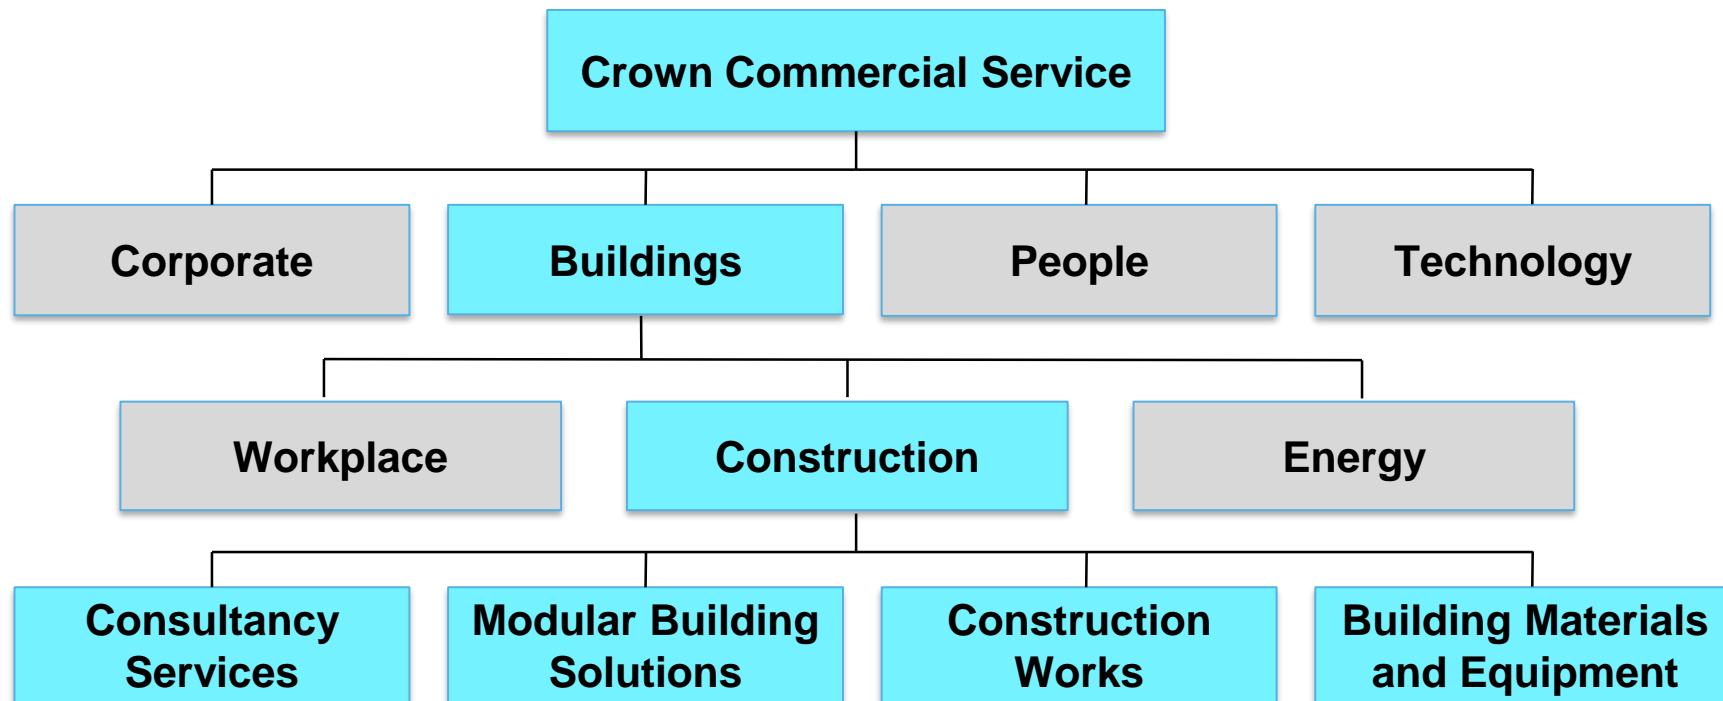 Crown Commercial Service
Corporate
Buildings
People
Technology
Workplace
Construction
Energy
Consultancy
Services
Modular Building
Solutions
Construction
Works
Building Materials
and Equipment